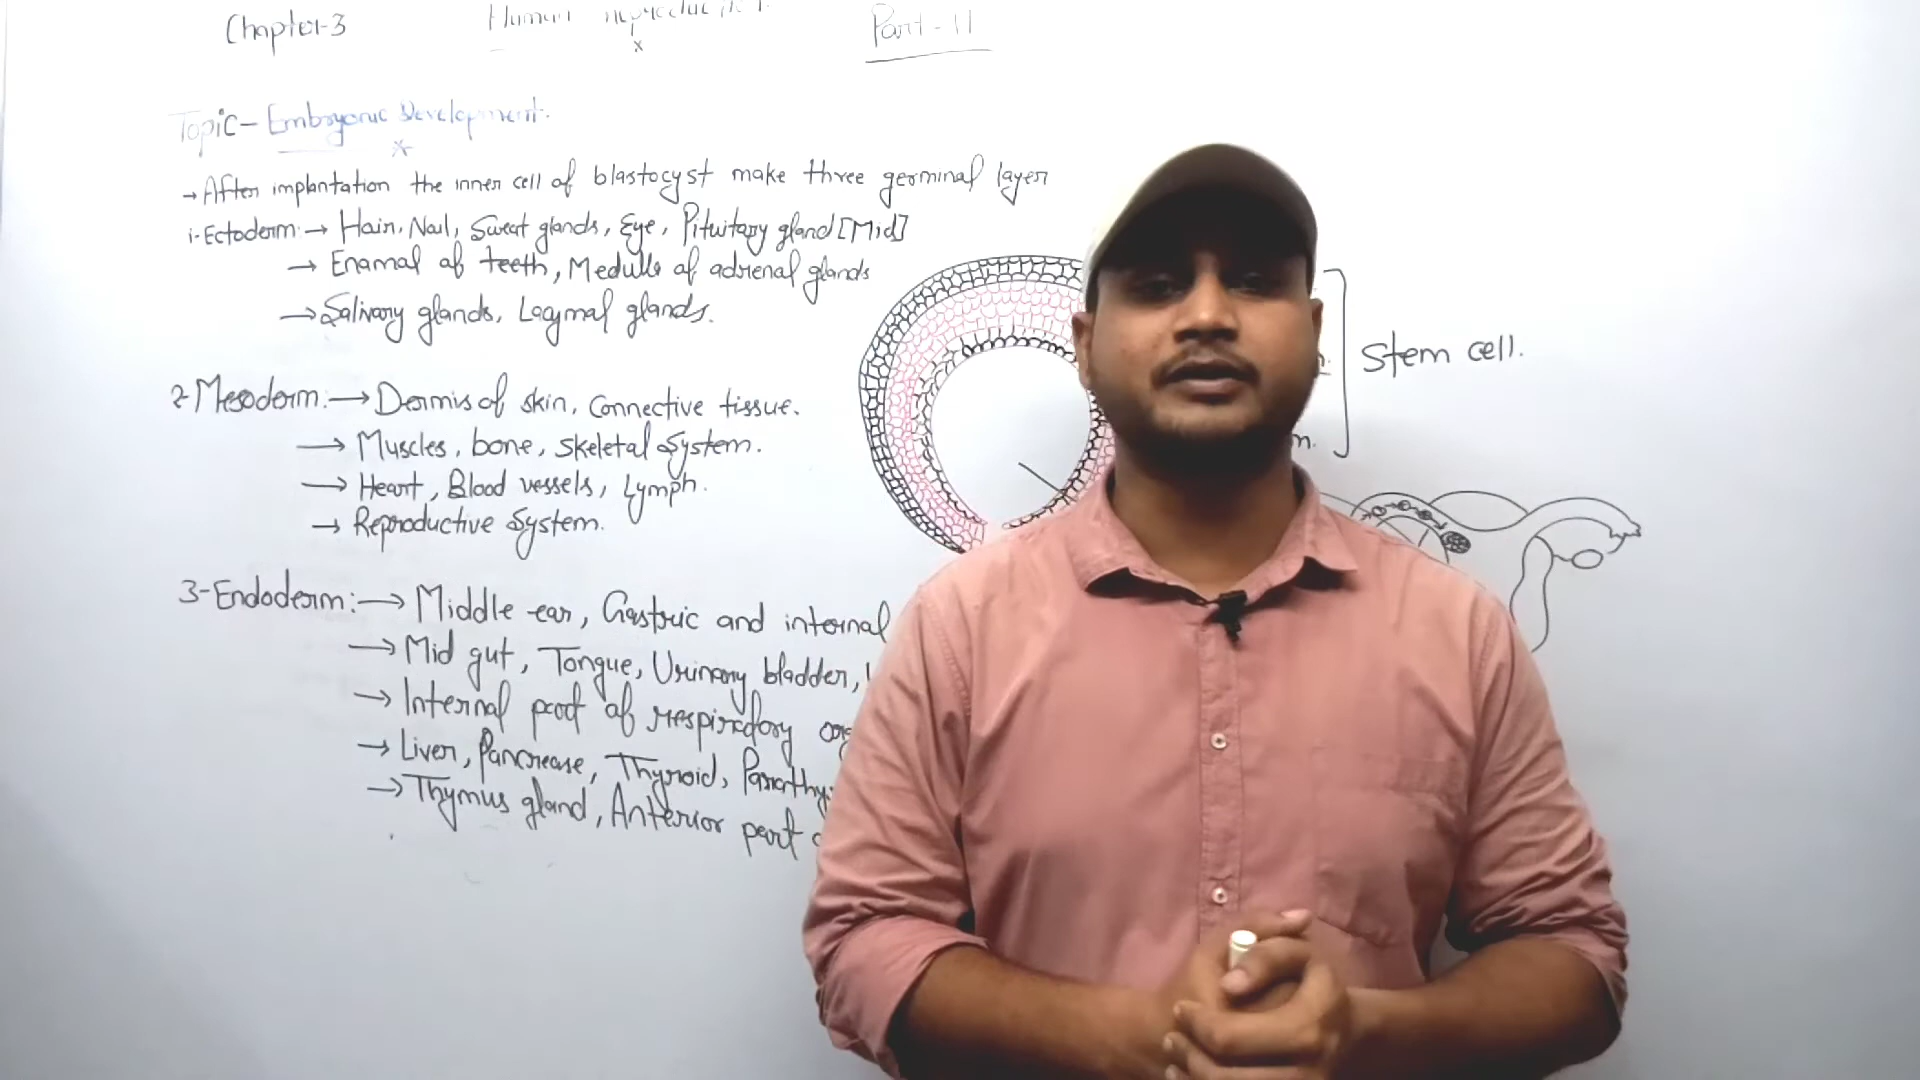 Chapter-3 Human reproduction Part-11
Topic- Embryonic Development.
→ After implantation the inner cell of blastocyst make three germinal layer
1-Ectoderm:→ Hair, Nail, Sweat glands, Eye, Pituitary gland [Mid]
→ Enamal of teeth, Medulla of adrenal glands
→ Salivary glands, Lacymal glands.
2-Mesoderm:→ Dermis of skin, Connective tissue.
→ Muscles, bone, skeletal system.
→ Heart, Blood vessels, Lymph.
→ Reproductive system.
3-Endoderm:→ Middle ear, Gastric and internal
→ Mid gut, Tongue, Urinary bladder,
→ Internal part of respiratory
→ Liver, Pancrease, Thyroid,
→ Thymus gland, Anterior part
Stem cell.